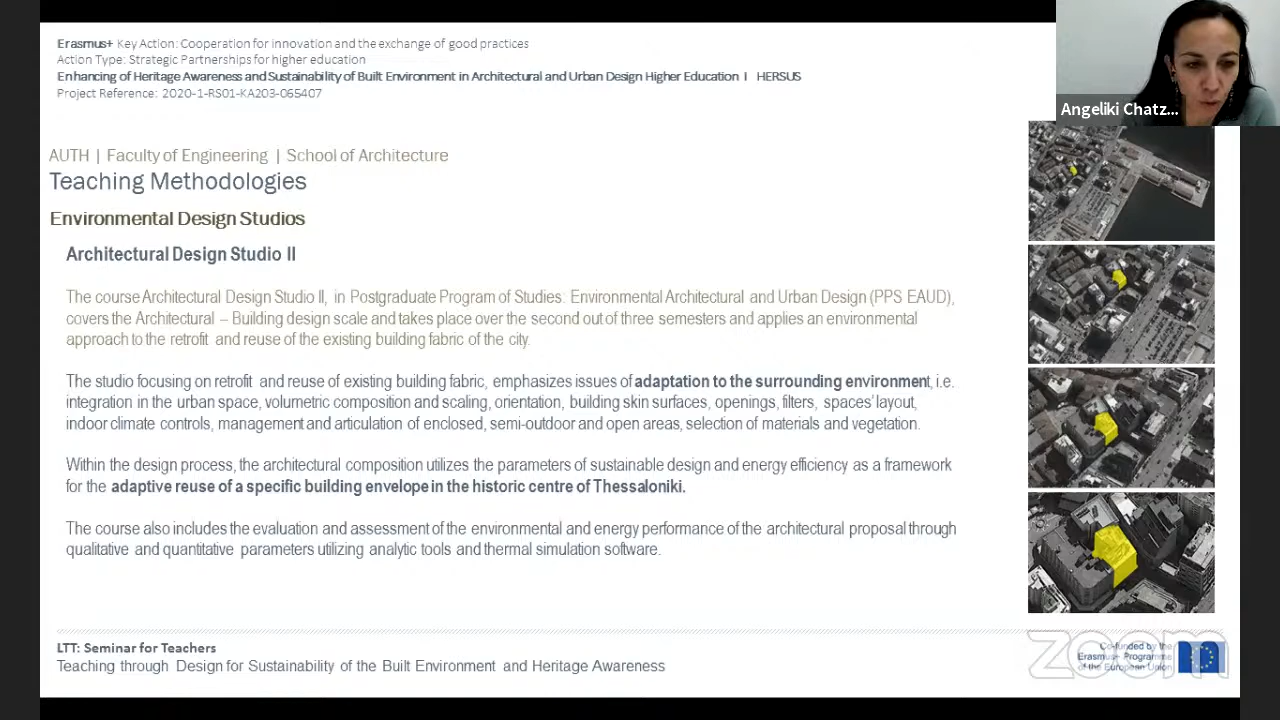 Erasmus+ Key Action: Cooperation for innovation and the exchange of good practices
Action Type: Strategic Partnerships for higher education
Enhancing of Heritage Awareness and Sustainability of Built Environment in Architectural and Urban Design Higher Education I HERSUS
Project Reference: 2020-1-RS01-KA203-065407
Angeliki Chatz...
AUTH | Faculty of Engineering | School of Architecture
Teaching Methodologies
Environmental Design Studios
Architectural Design Studio II
The course Architectural Design Studio II, in Postgraduate Program of Studies: Environmental Architectural and Urban Design (PPS EAUD),
covers the Architectural – Building design scale and takes place over the second out of three semesters and applies an environmental
approach to the retrofit and reuse of the existing building fabric of the city.
The studio focusing on retrofit and reuse of existing building fabric, emphasizes issues of adaptation to the surrounding environment, i.e.
integration in the urban space, volumetric composition and scaling, orientation, building skin surfaces, openings, filters, spaces' layout,
indoor climate controls, management and articulation of enclosed, semi-outdoor and open areas, selection of materials and vegetation.
Within the design process, the architectural composition utilizes the parameters of sustainable design and energy efficiency as a framework
for the adaptive reuse of a specific building envelope in the historic centre of Thessaloniki.
The course also includes the evaluation and assessment of the environmental and energy performance of the architectural proposal through
qualitative and quantitative parameters utilizing analytic tools and thermal simulation software.
LTT: Seminar for Teachers
Teaching through Design for Sustainability of the Built Environment and Heritage Awareness
Co-funded by the
Erasmus+ Programme
of the European Union
zoom